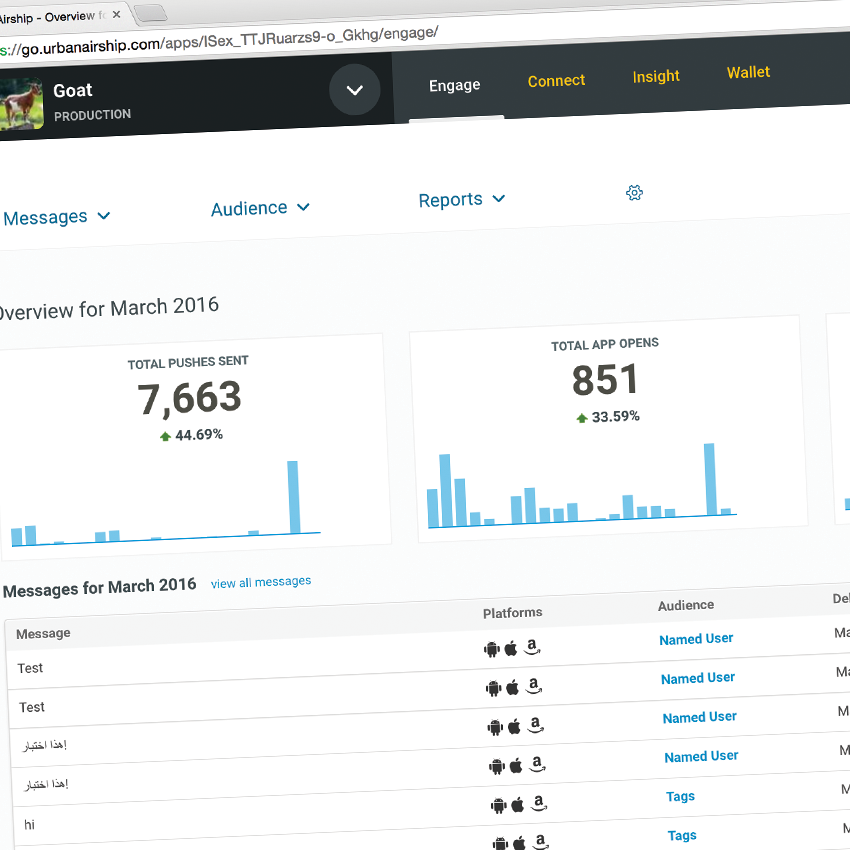 Airship - Overview fo
s://go.urbanairship.com/apps/ISex_TTJRuarzs9-o_Gkhg/engage/
Goat
PRODUCTION
Engage
Connect
Insight
Wallet
Messages
Audience
Reports
Overview for March 2016
TOTAL PUSHES SENT
7,663
44.69%
TOTAL APP OPENS
851
33.59%
Messages for March 2016 view all messages
Message Platforms Audience
Test Named User
Test Named User
هذا اختبار! Named User
هذا اختبار! Named User
hi Tags
Tags